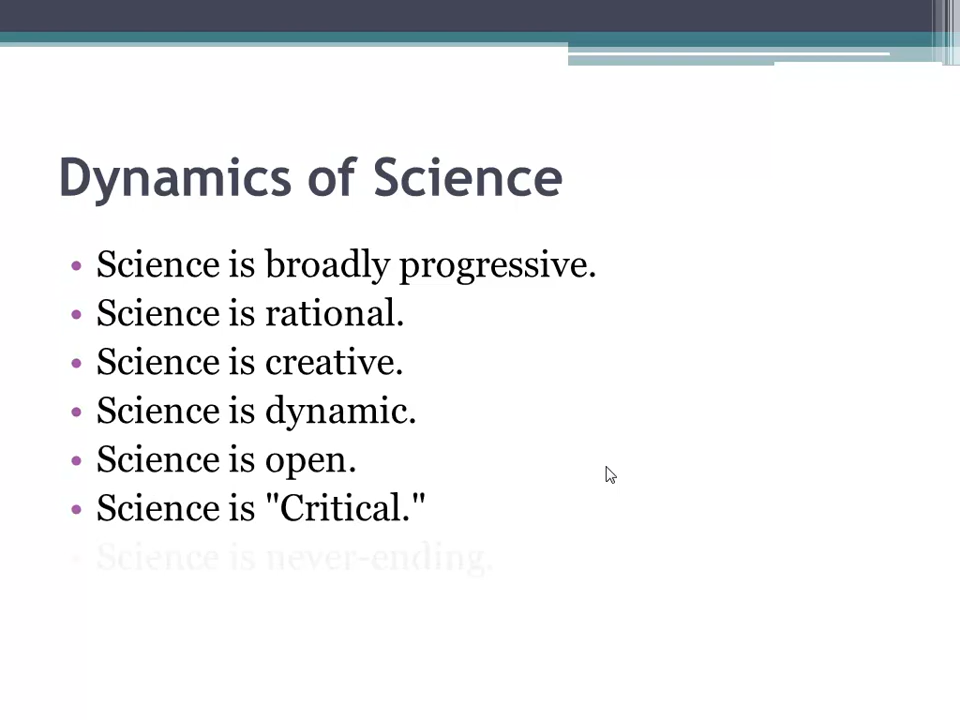 Dynamics of Science
• Science is broadly progressive.
• Science is rational.
• Science is creative.
• Science is dynamic.
• Science is open.
• Science is "Critical."
• Science is never-ending.